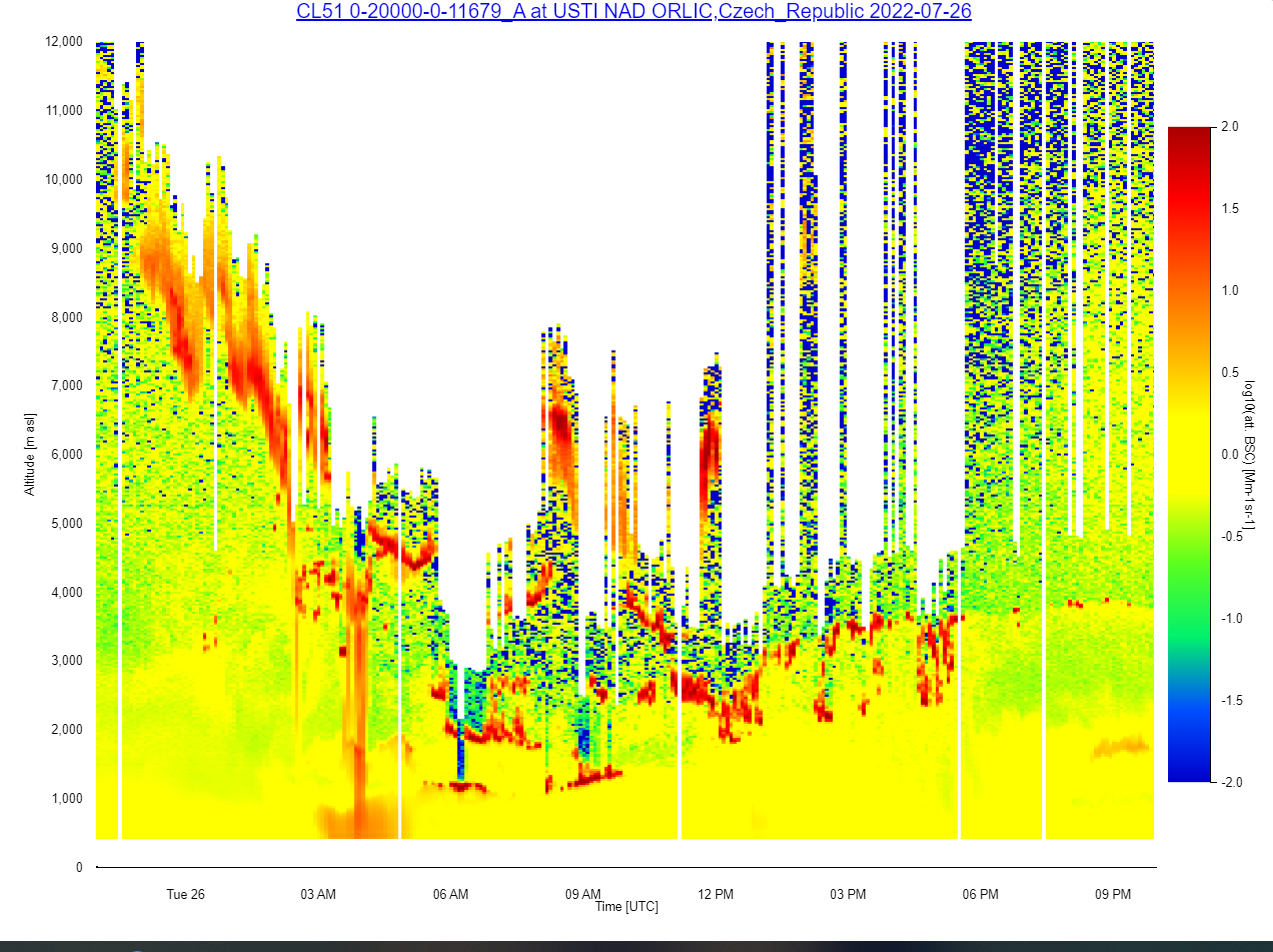 CL51 0-20000-0-11679_A at USTI NAD ORLIC,Czech_Republic 2022-07-26
12,000
11,000
10,000
9,000
8,000
7,000
6,000
5,000
4,000
3,000
2,000
1,000
0
Altitude [m asl]
Tue 26
03 AM
06 AM
09 AM
12 PM
03 PM
06 PM
09 PM
Time [UTC]
2.0
1.5
1.0
0.5
0.0
-0.5
-1.0
-1.5
-2.0
log10(att. BSC) [Mm-1sr-1]